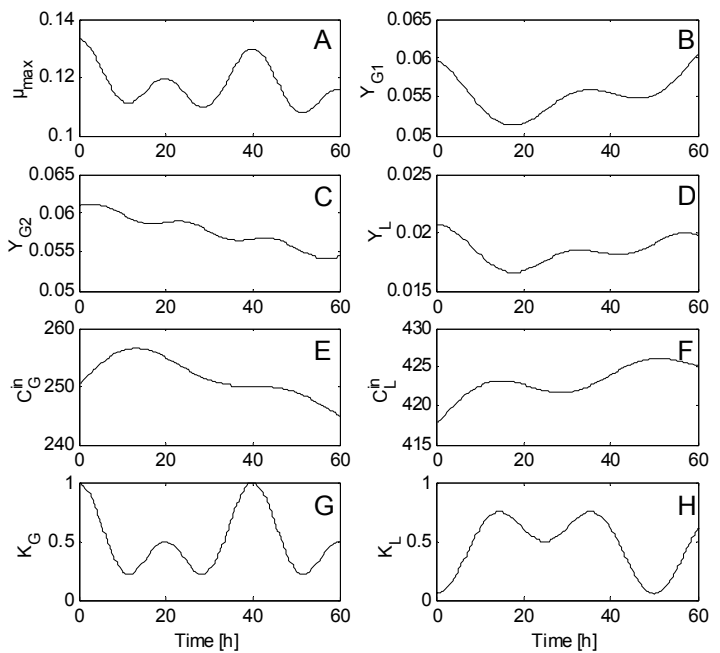 0.14
0.12
0.1
μmax
A
0 20 40 60
0.065
0.06
0.055
0.05
YG1
B
0 20 40 60
0.065
0.06
0.055
0.05
YG2
C
0 20 40 60
0.025
0.02
0.015
YL
D
0 20 40 60
260
250
240
CGin
E
0 20 40 60
430
425
420
415
CLin
F
0 20 40 60
1
0.5
0
KG
G
0 20 40 60
Time [h]
1
0.5
0
KL
H
0 20 40 60
Time [h]